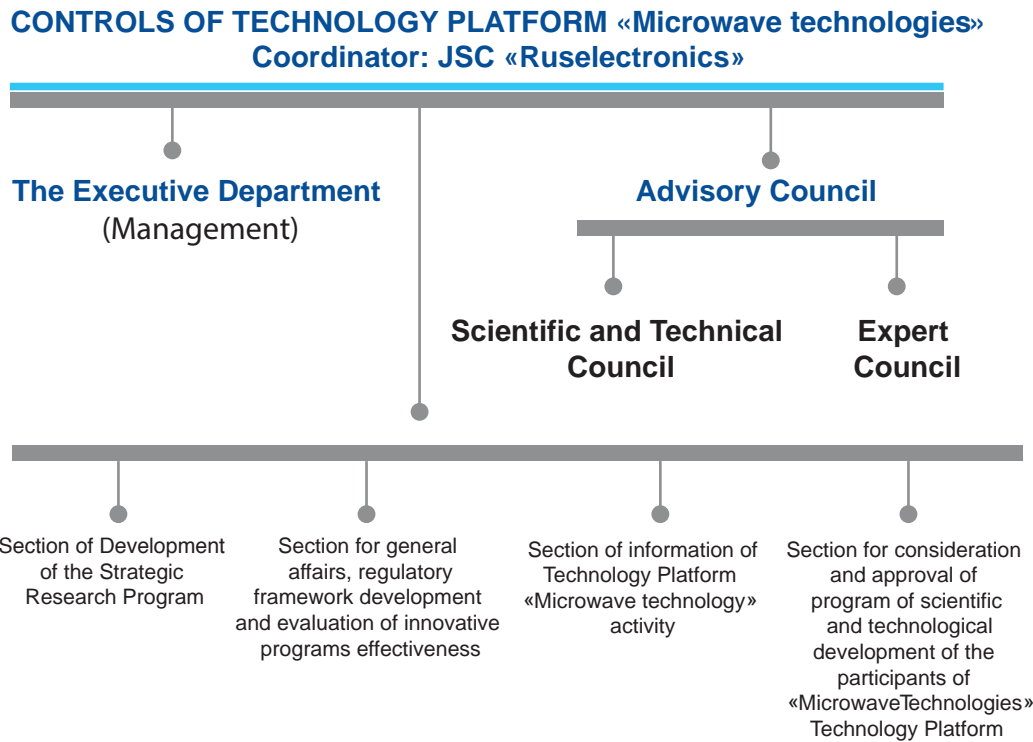 CONTROLS OF TECHNOLOGY PLATFORM «Microwave technologies»
Coordinator: JSC «Ruselectronics»
The Executive Department
(Management)
Advisory Council
Scientific and Technical
Council
Expert
Council
Section of Development
of the Strategic
Research Program
Section for general
affairs, regulatory
framework development
and evaluation of innovative
programs effectiveness
Section of information of
Technology Platform
«Microwave technology»
activity
Section for consideration
and approval of
program of scientific
and technological
development of the
participants of
«MicrowaveTechnologies»
Technology Platform